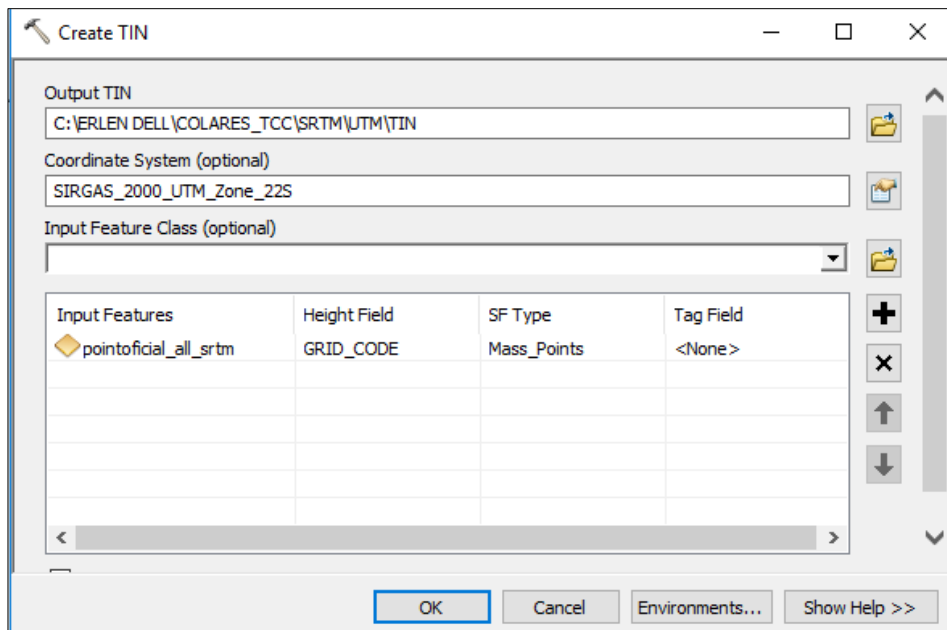 Create TIN
Output TIN
C:\ERLEN DELL\COLARES_TCC\SRTM\UTM\TIN
Coordinate System (optional)
SIRGAS_2000_UTM_Zone_22S
Input Feature Class (optional)
Input Features Height Field SF Type Tag Field
pointoficial_all_srtm GRID_CODE Mass_Points <None>
OK Cancel Environments... Show Help >>